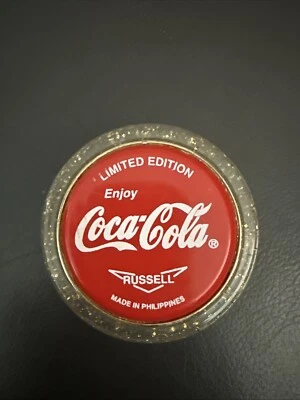 LIMITED EDITION
Enjoy
Coca-Cola®
RUSSELL
MADE IN PHILIPPINES